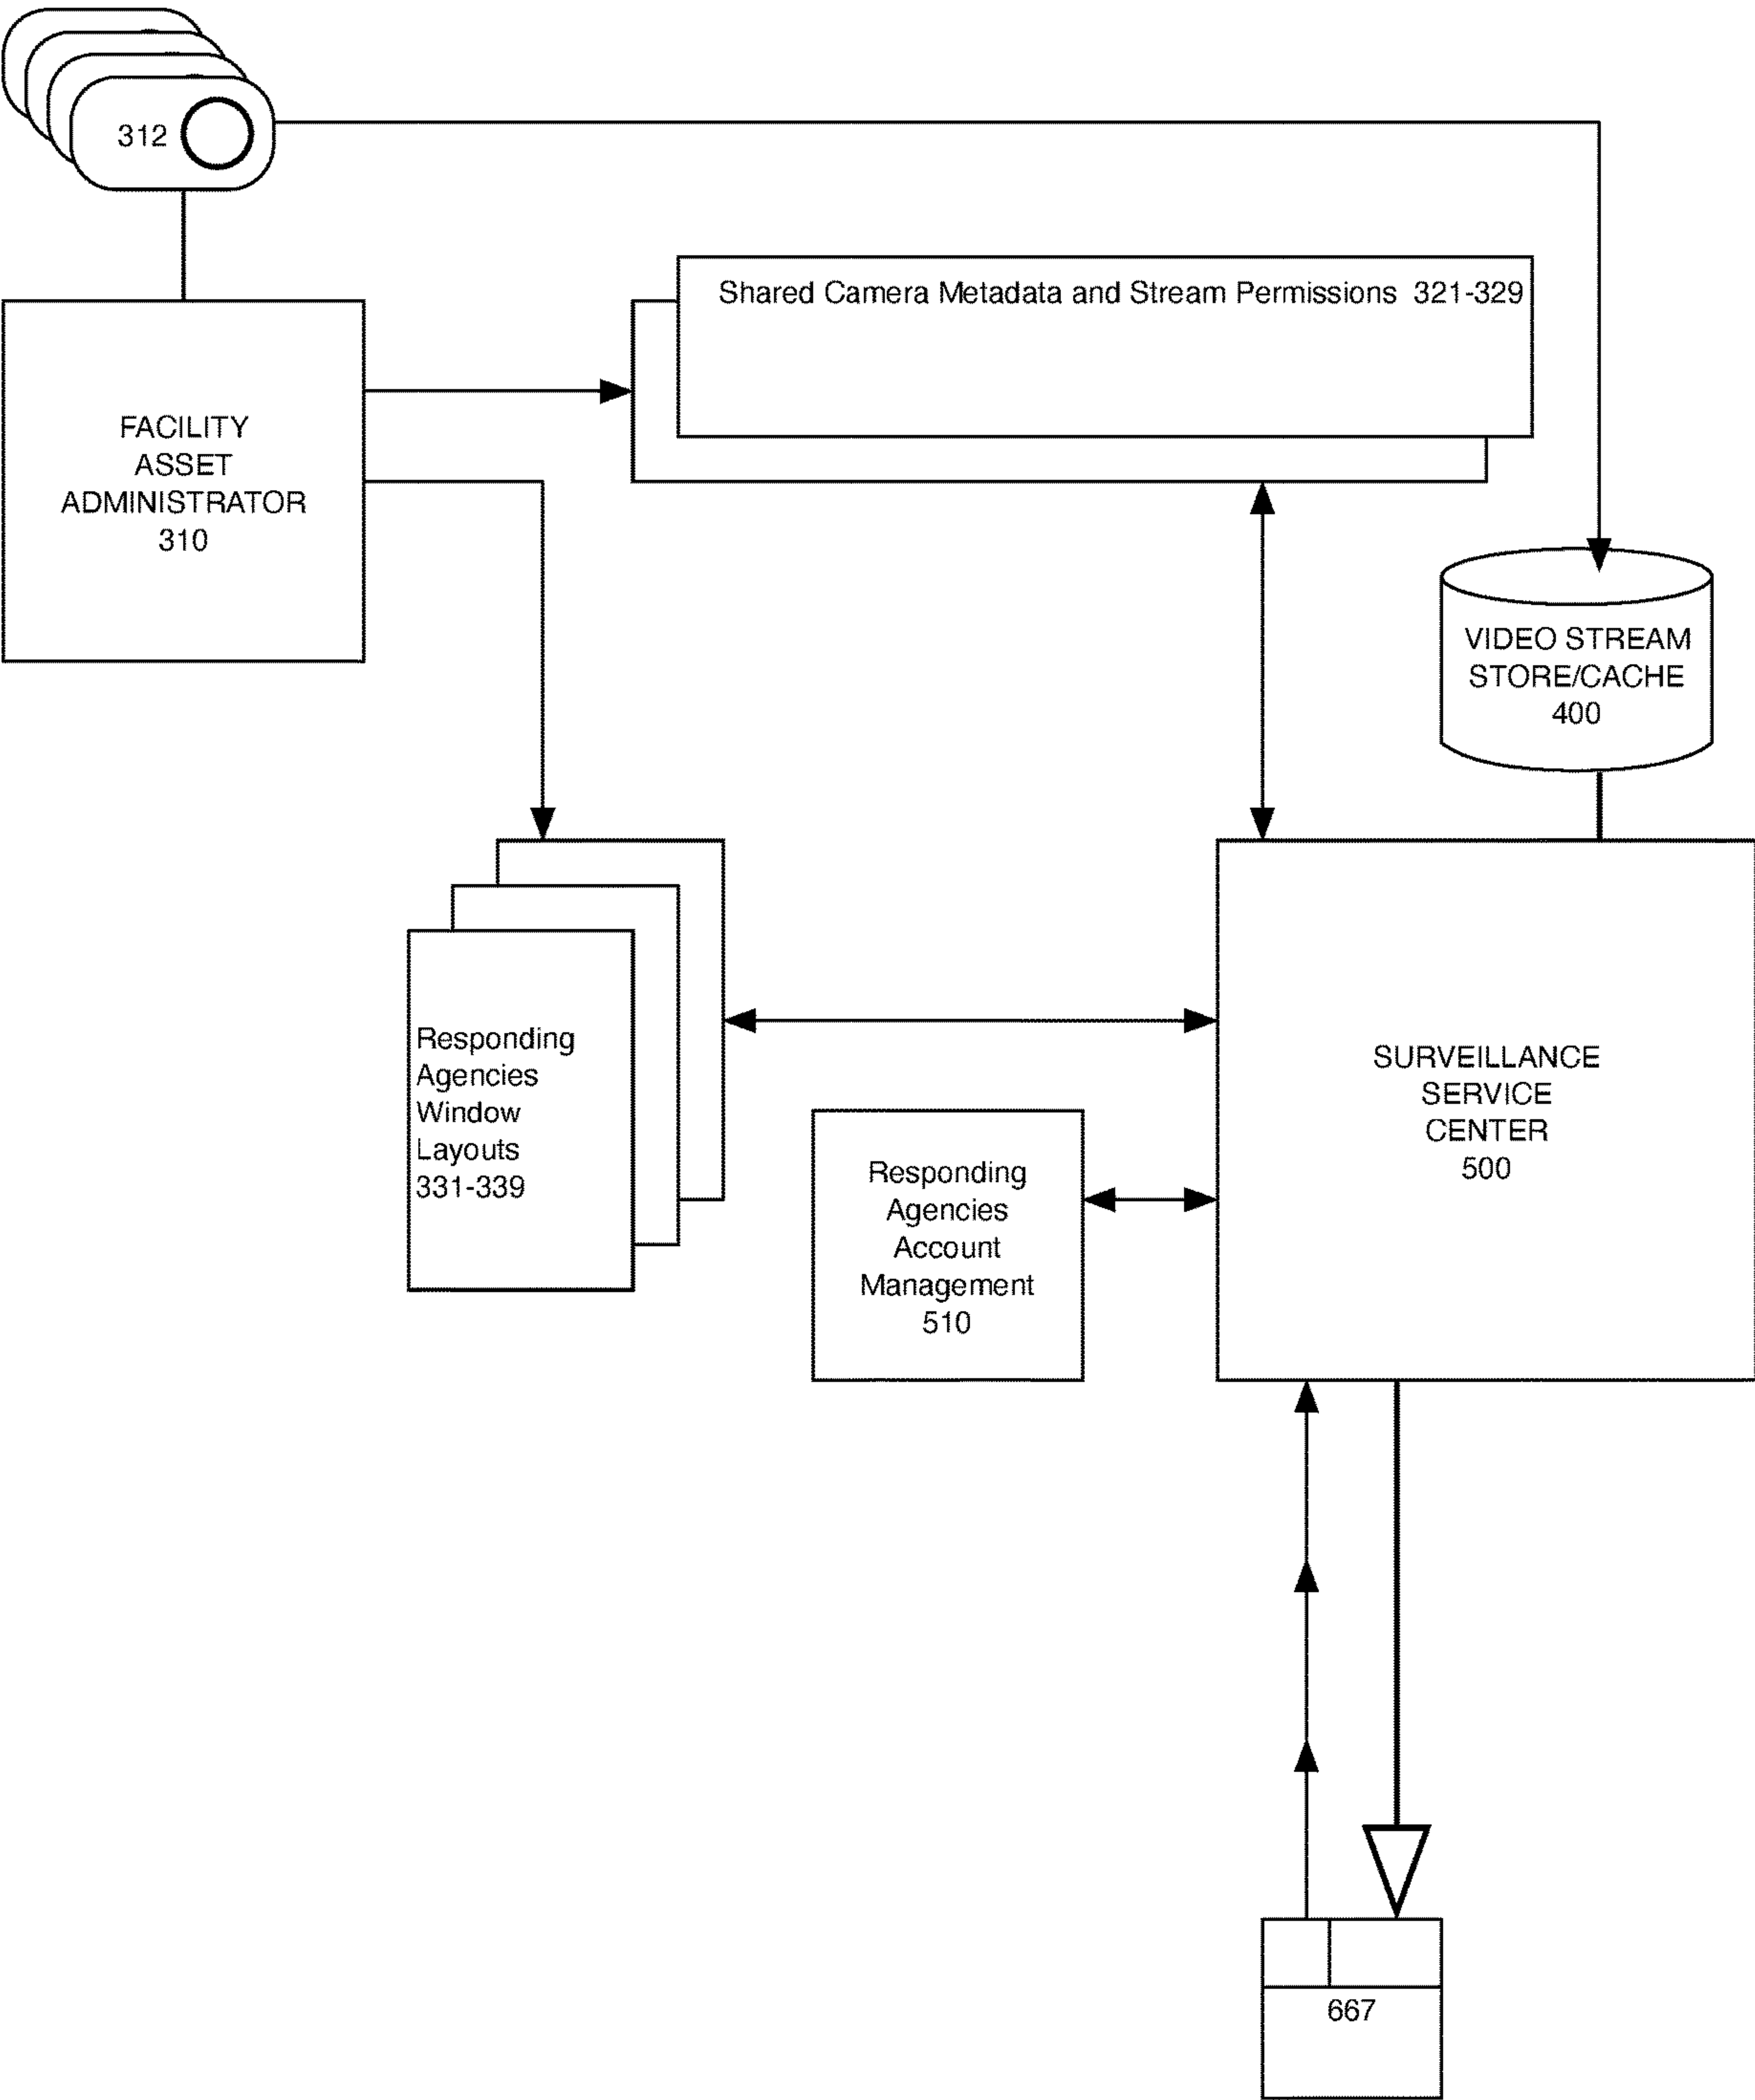 312
Shared Camera Metadata and Stream Permissions 321-329
FACILITY
ASSET
ADMINISTRATOR
310
VIDEO STREAM
STORE/CACHE
400
Responding
Agencies
Window
Layouts
331-339
SURVEILLANCE
SERVICE
CENTER
500
Responding
Agencies
Account
Management
510
667